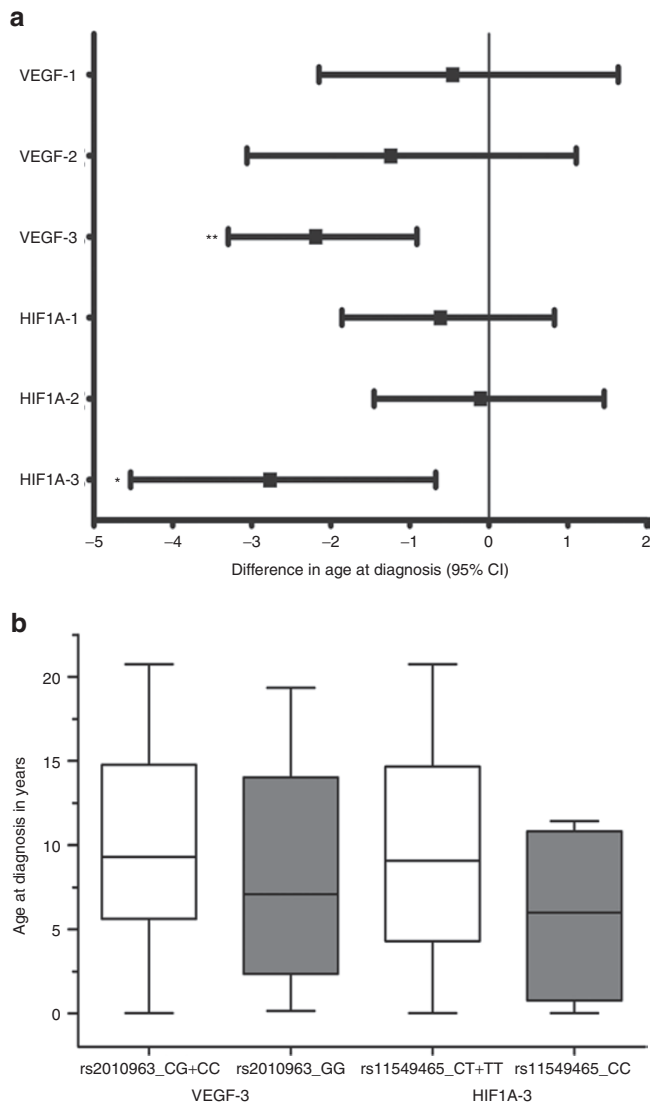 a
VEGF-1
VEGF-2
VEGF-3
**
HIF1A-1
HIF1A-2
HIF1A-3
*
–5 –4 –3 –2 –1 0 1 2
Difference in age at diagnosis (95% CI)
b
20
15
10
5
0
Age at diagnosis in years
rs2010963_CG+CC rs2010963_GG rs11549465_CT+TT rs11549465_CC
VEGF-3 HIF1A-3